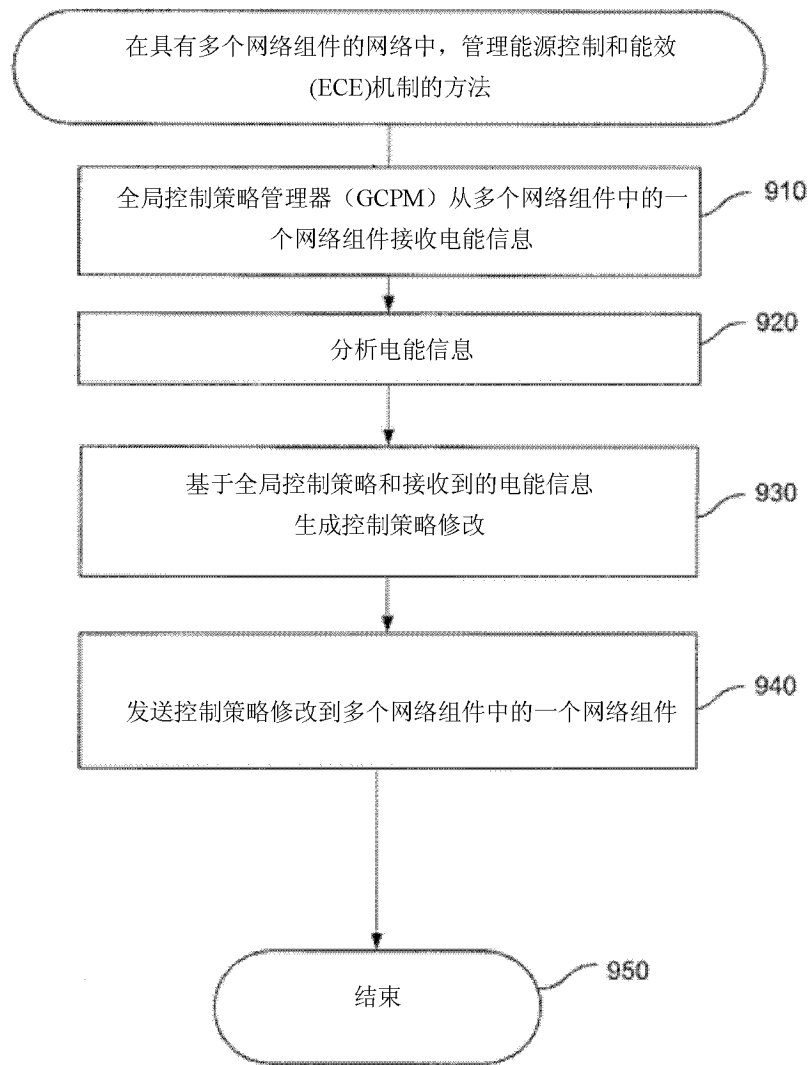 在具有多个网络组件的网络中，管理能源控制和能效
(ECE)机制的方法
全局控制策略管理器（GCPM）从多个网络组件中的一
个网络组件接收电能信息
910
分析电能信息
920
基于全局控制策略和接收到的电能信息
生成控制策略修改
930
发送控制策略修改到多个网络组件中的一个网络组件
940
结束
950